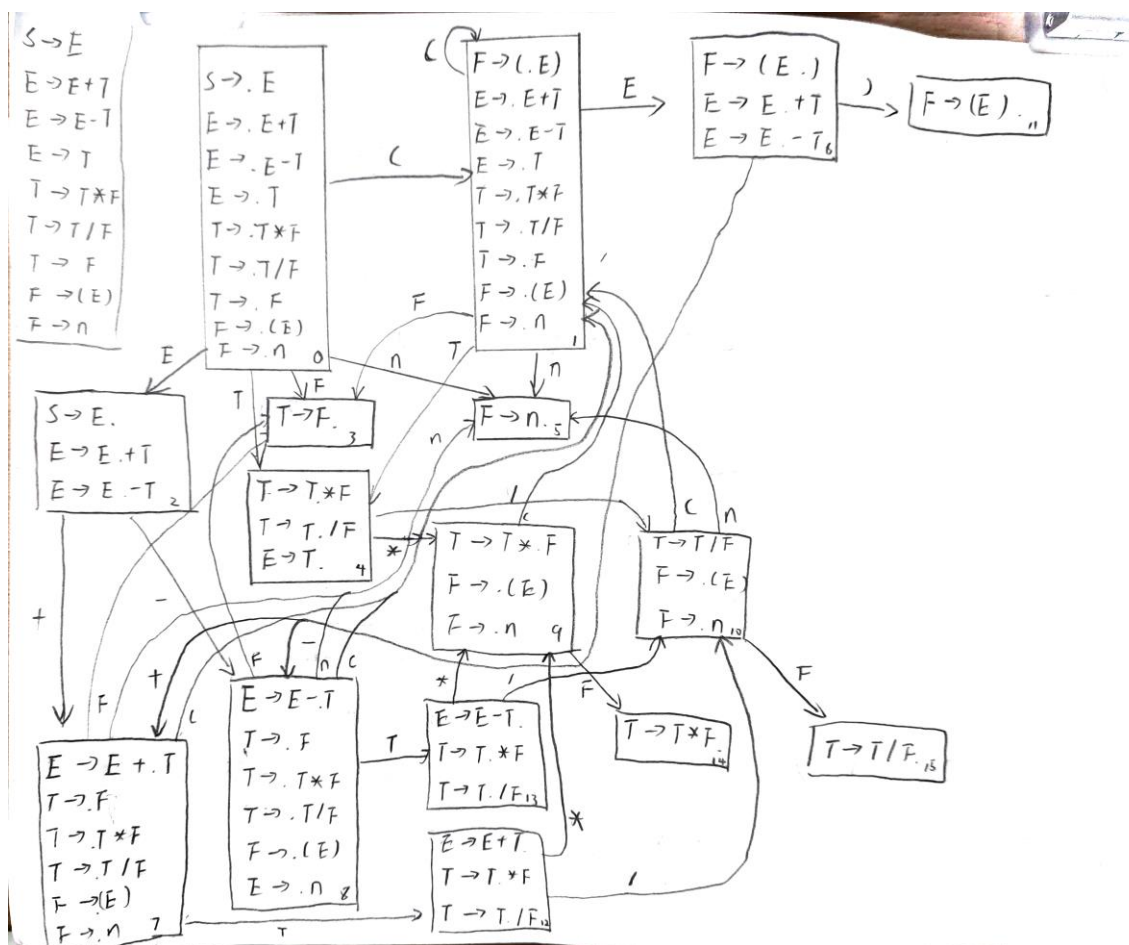 S→E
E→E+T
E→E-T
E→T
T→T*F
T→T/F
T→F
F→(E)
F→n
S→.E
E→.E+T
E→.E-T
E→.T
T→.T*F
T→.T/F
T→.F
F→.(E)
F→.n 0
(
(
F→(.E)
E→.E+T
E→.E-T
E→.T
T→.T*F
T→.T/F
T→.F
F→.(E)
F→.n 1
E
F→(E.)
E→E.+T
E→E.-T 6
)
F→(E). 11
E
T
F
n
F
T
n
S→E.
E→E.+T
E→E.-T 2
T→F. 3
n
F→n. 5
T→T.*F
T→T./F
E→T. 4
/
*
(
T→T*.F
F→.(E)
F→.n 9
(
n
T→T/F
F→.(E)
F→.n 10
+
-
F
+
(
F
-
n
(
E→E+.T
T→.F
T→.T*F
T→.T/F
F→(E)
F→.n 7
E→E-.T
T→.F
T→.T*F
T→.T/F
F→.(E)
E→.n 8
T
*
/
E→E-T.
T→T.*F
T→T./F 13
F
T→T*F. 14
F
T→T/F. 15
T
E→E+T.
T→T.*F
T→T./F 12
*
/